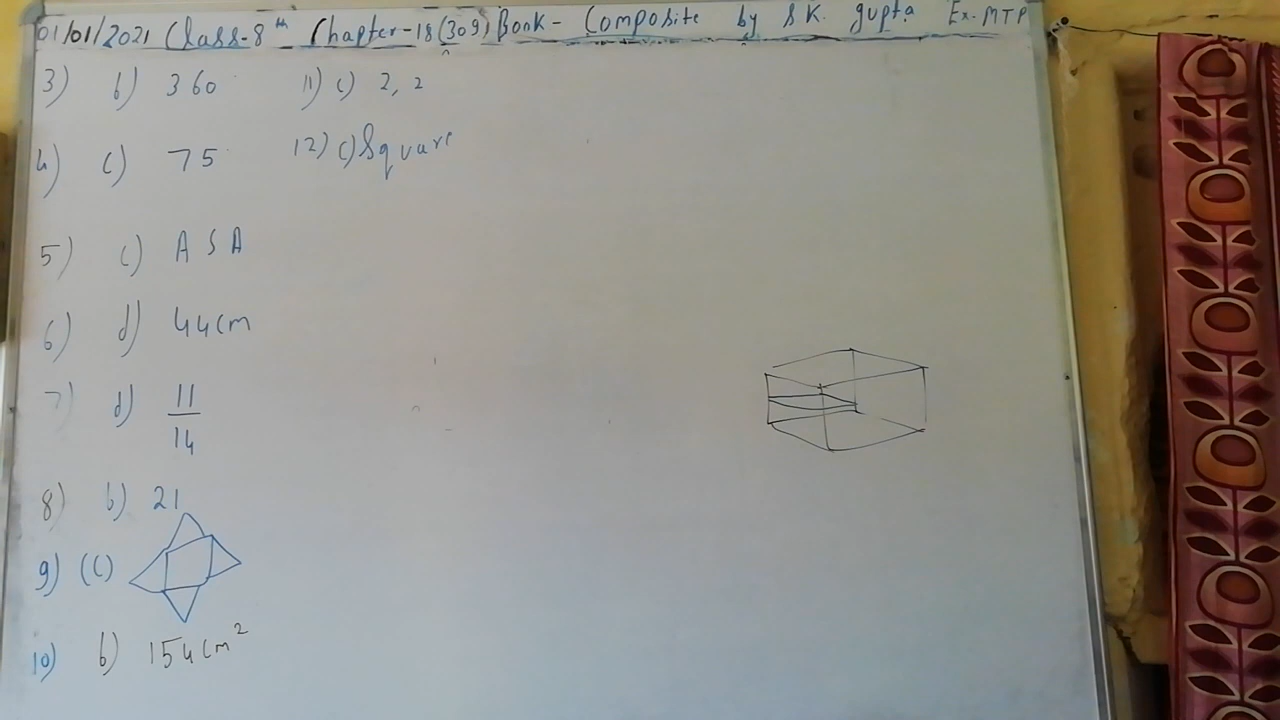 01/01/2021 Class-8th Chapter-18(309) Book- Composite by S.K. gupta Ex.-MTP
3) b) 360
4) c) 75
5) c) A S A
6) d) 44cm
7) d) 11/14
8) b) 21
9) (c)
10) b) 154cm²
11) c) 2, 2
12) c) Square